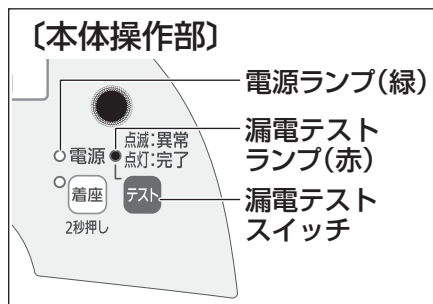 〔本体操作部〕
電源ランプ(緑)
漏電テスト
ランプ(赤)
漏電テスト
スイッチ
電源
点滅:異常
点灯:完了
着座
テスト
2秒押し